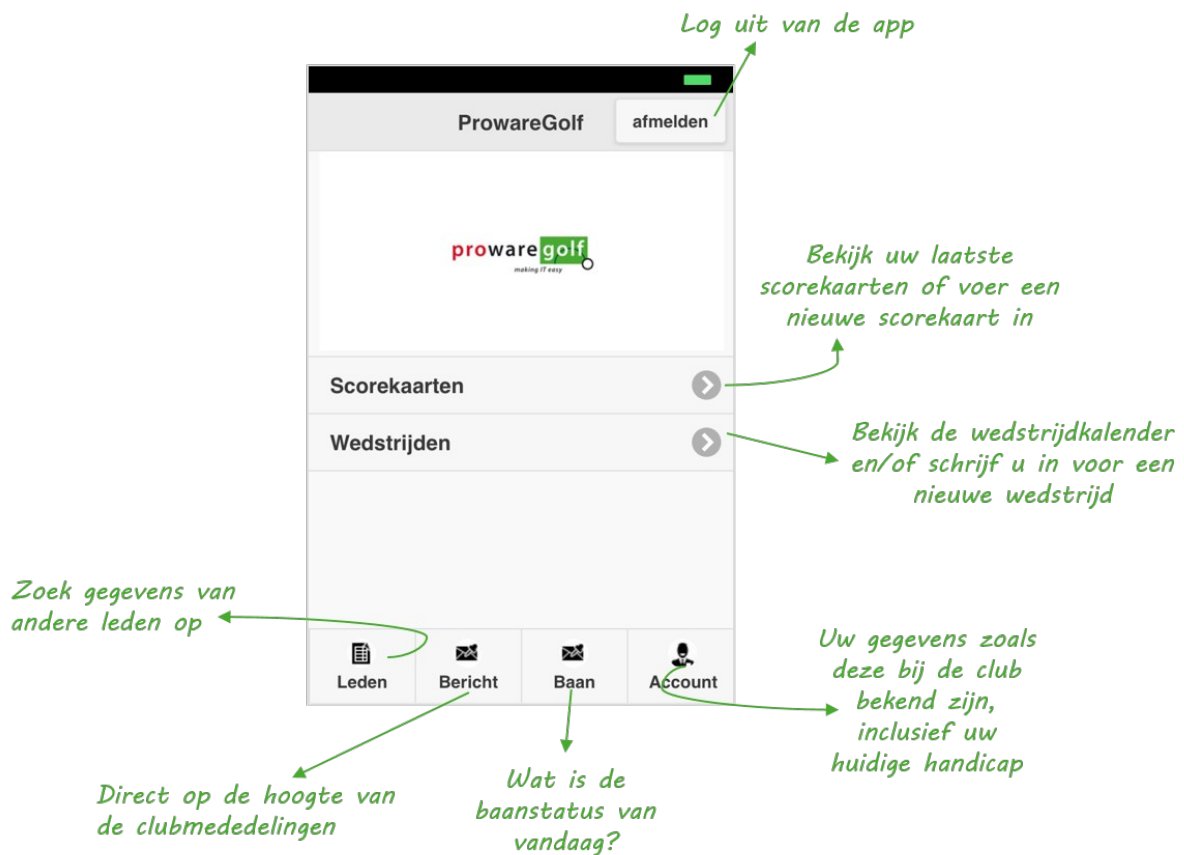 Log uit van de app
ProwareGolf
afmelden
proware golf
making IT easy
Bekijk uw laatste
scorekaarten of voer een
nieuwe scorekaart in
Scorekaarten
Wedstrijden
Bekijk de wedstrijdkalender
en/of schrijf u in voor een
nieuwe wedstrijd
Zoek gegevens van
andere leden op
Leden
Bericht
Baan
Account
Uw gegevens zoals
deze bij de club
bekend zijn,
inclusief uw
huidige handicap
Direct op de hoogte van
de clubmededelingen
Wat is de
baanstatus van
vandaag?